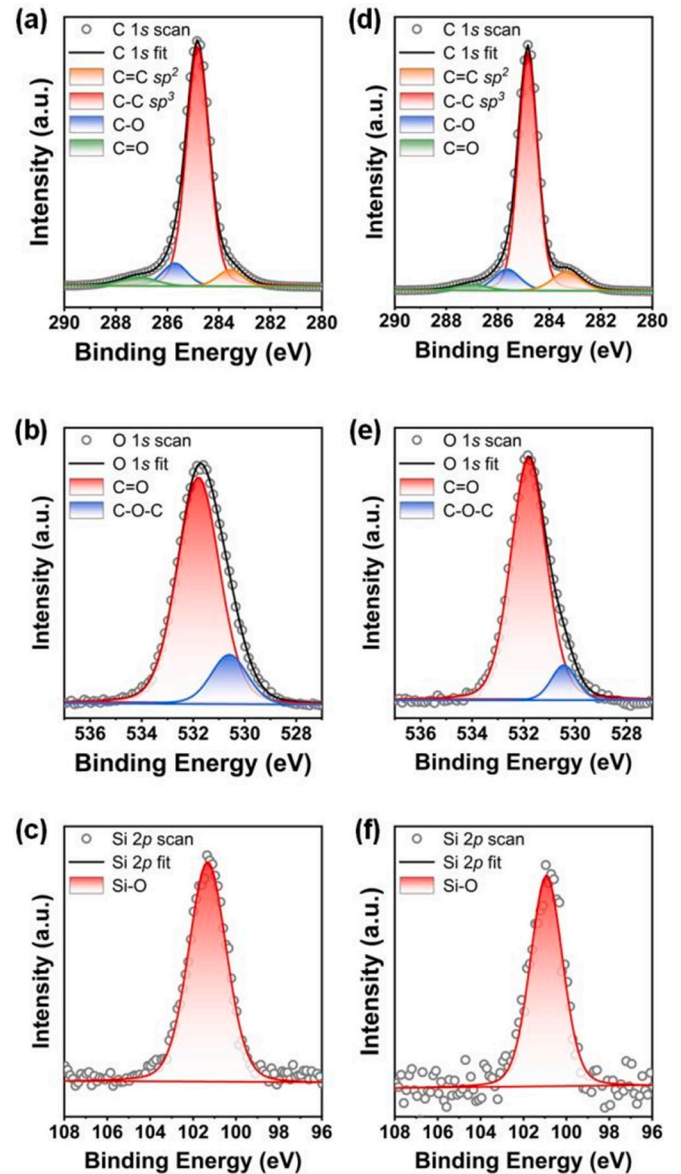 (a)
C 1s scan
C 1s fit
C=C sp²
C-C sp³
C-O
C=O
Intensity (a.u.)
290 288 286 284 282 280
Binding Energy (eV)
(d)
C 1s scan
C 1s fit
C=C sp²
C-C sp³
C-O
C=O
Intensity (a.u.)
290 288 286 284 282 280
Binding Energy (eV)
(b)
O 1s scan
O 1s fit
C=O
C-O-C
Intensity (a.u.)
536 534 532 530 528
Binding Energy (eV)
(e)
O 1s scan
O 1s fit
C=O
C-O-C
Intensity (a.u.)
536 534 532 530 528
Binding Energy (eV)
(c)
Si 2p scan
Si 2p fit
Si-O
Intensity (a.u.)
108 106 104 102 100 98 96
Binding Energy (eV)
(f)
Si 2p scan
Si 2p fit
Si-O
Intensity (a.u.)
108 106 104 102 100 98 96
Binding Energy (eV)